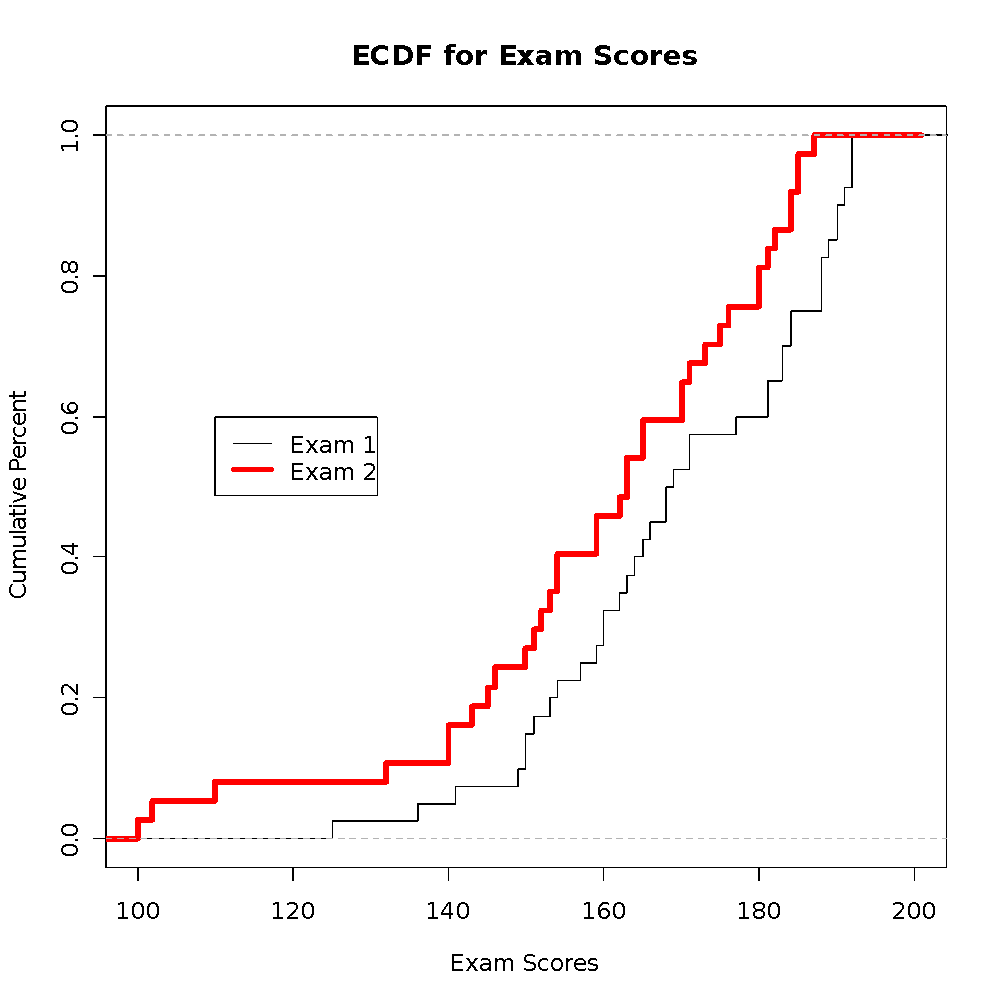 ECDF for Exam Scores
Cumulative Percent
1.0
0.8
0.6
0.4
0.2
0.0
Exam 1
Exam 2
100 120 140 160 180 200
Exam Scores